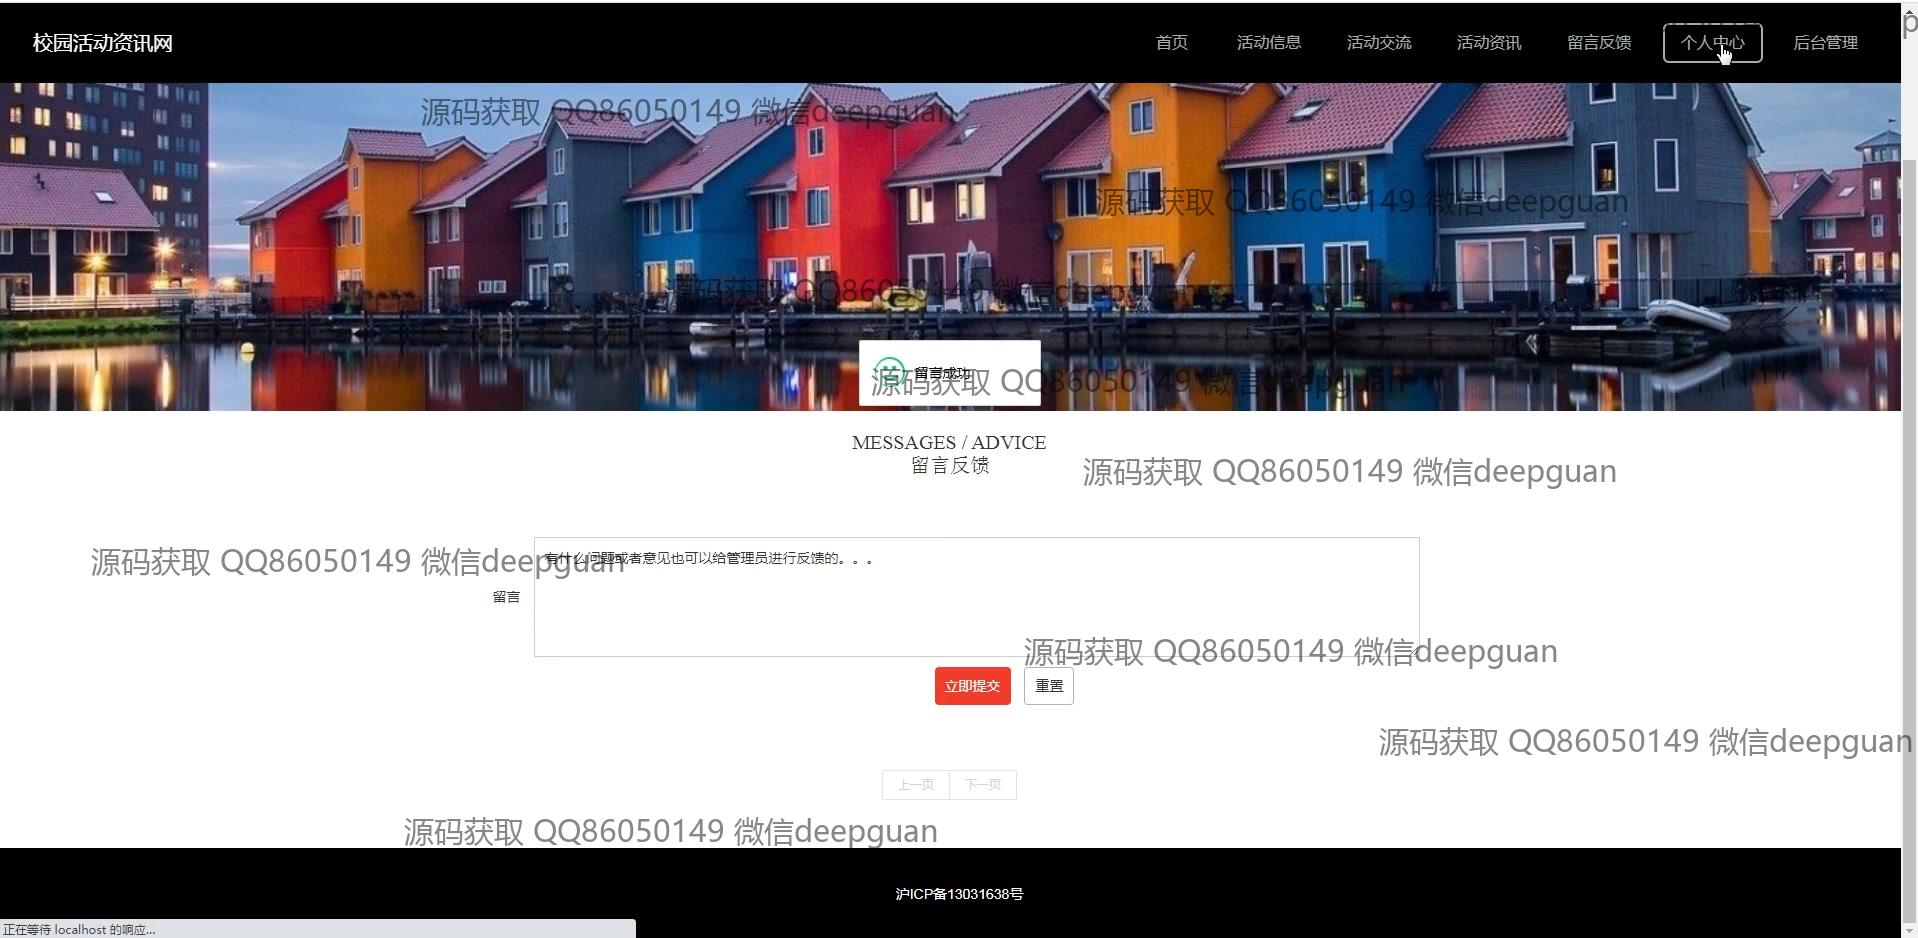 校园活动资讯网
首页 活动信息 活动交流 活动资讯 留言反馈 个人中心 后台管理
源码获取 QQ86050149 微信deepguan
源码获取 QQ86050149 微信deepguan
源码获取 QQ86050149 微信deepguan
留言成功
源码获取 QQ86050149 微信deepguan
MESSAGES / ADVICE
留言反馈
源码获取 QQ86050149 微信deepguan
源码获取 QQ86050149 微信deepguan
有什么问题或者意见也可以给管理员进行反馈的。。。
留言
源码获取 QQ86050149 微信deepguan
立即提交 重置
源码获取 QQ86050149 微信deepguan
上一页 下一页
源码获取 QQ86050149 微信deepguan
沪ICP备13031638号
正在等待 localhost 的响应...